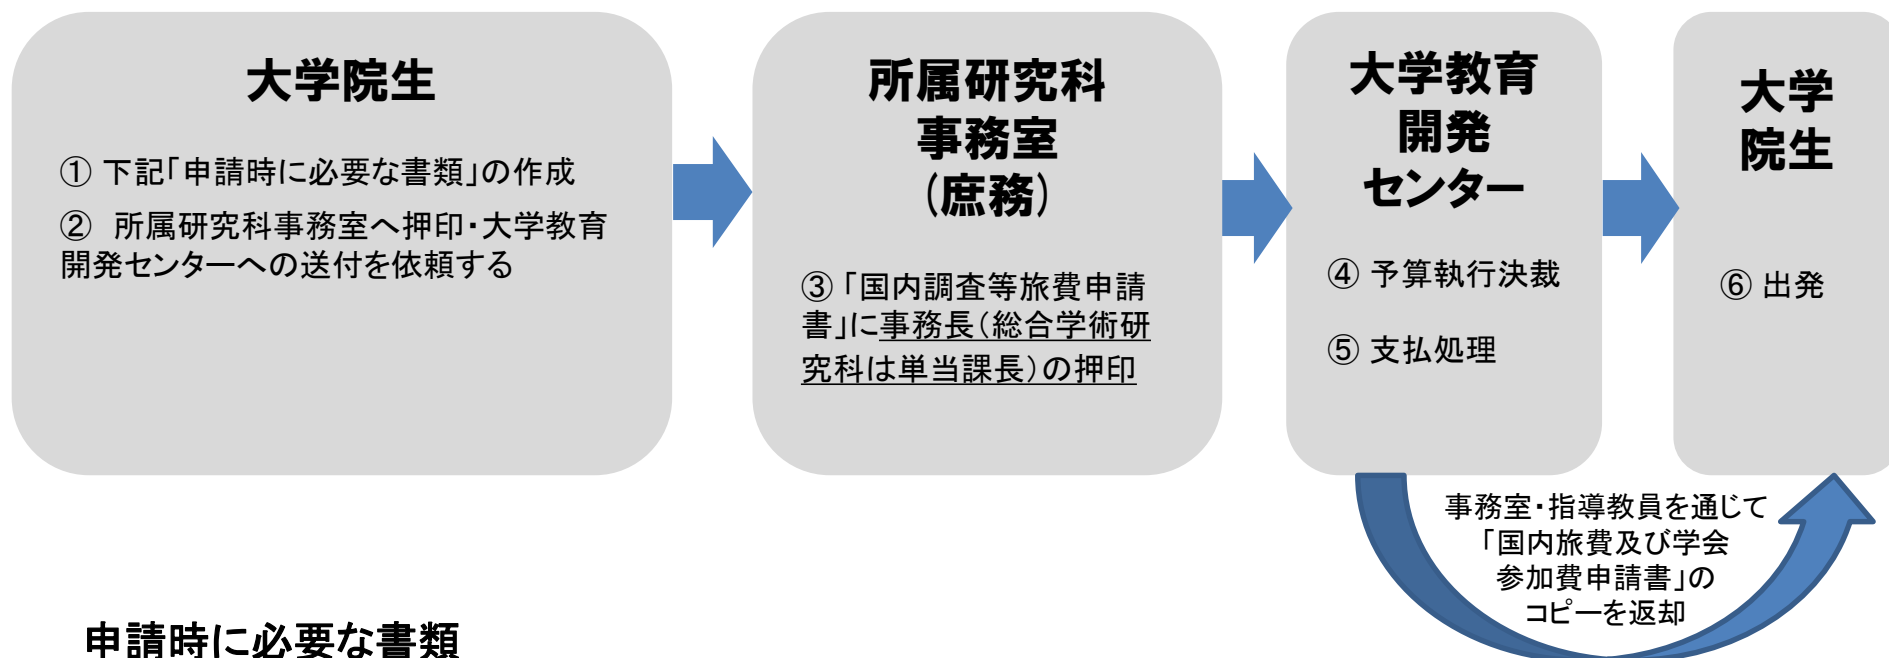 大学院生
① 下記「申請時に必要な書類」の作成
② 所属研究科事務室へ押印・大学教育
開発センターへの送付を依頼する
所属研究科
事務室
(庶務)
③「国内調査等旅費申請
書」に事務長(総合学術研
究科は単当課長)の押印
大学教育
開発
センター
④ 予算執行決裁
⑤ 支払処理
大学
院生
⑥ 出発
事務室・指導教員を通じて
「国内旅費及び学会
参加費申請書」の
コピーを返却
申請時に必要な書類